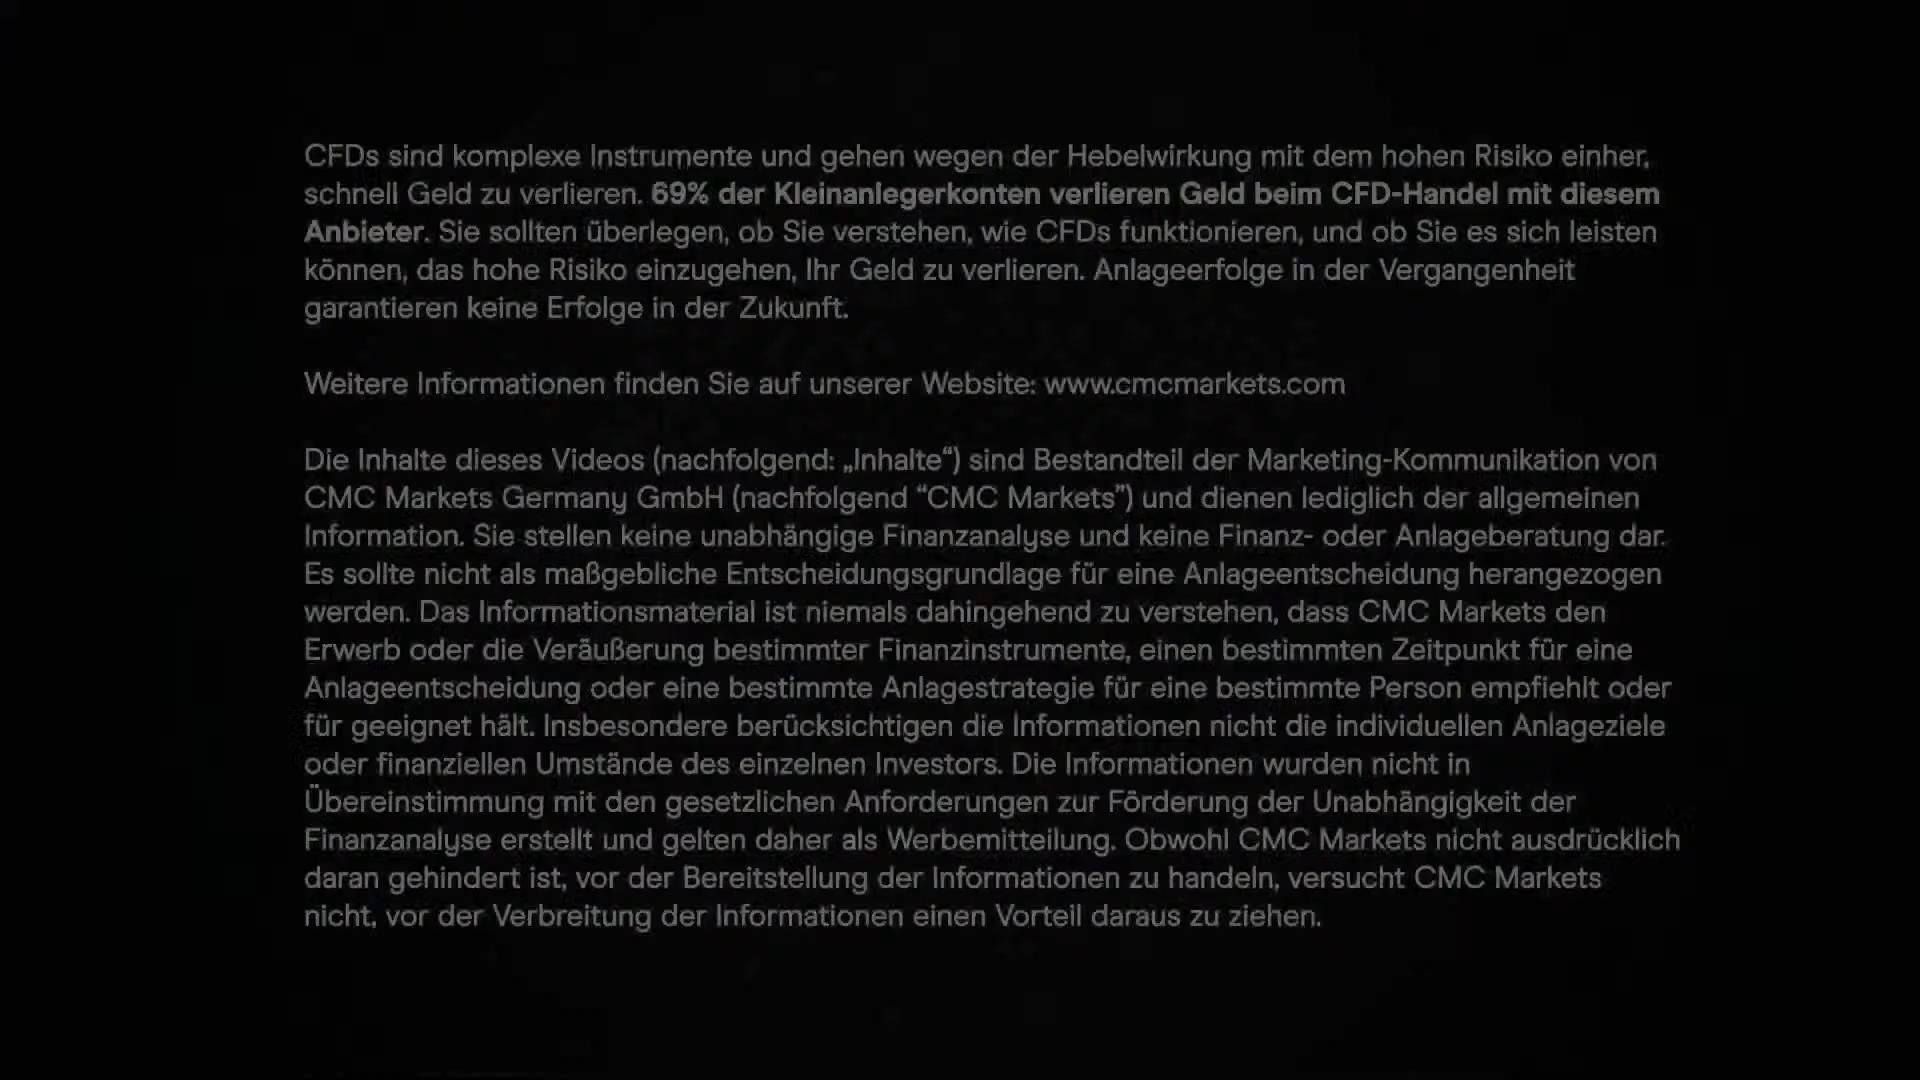 CFDs sind komplexe Instrumente und gehen wegen der Hebelwirkung mit dem hohen Risiko einher,
schnell Geld zu verlieren. 69% der Kleinanlegerkonten verlieren Geld beim CFD-Handel mit diesem
Anbieter. Sie sollten überlegen, ob Sie verstehen, wie CFDs funktionieren, und ob Sie es sich leisten
können, das hohe Risiko einzugehen, Ihr Geld zu verlieren. Anlageerfolge in der Vergangenheit
garantieren keine Erfolge in der Zukunft.
Weitere Informationen finden Sie auf unserer Website: www.cmcmarkets.com
Die Inhalte dieses Videos (nachfolgend: „Inhalte“) sind Bestandteil der Marketing-Kommunikation von
CMC Markets Germany GmbH (nachfolgend “CMC Markets”) und dienen lediglich der allgemeinen
Information. Sie stellen keine unabhängige Finanzanalyse und keine Finanz- oder Anlageberatung dar.
Es sollte nicht als maßgebliche Entscheidungsgrundlage für eine Anlageentscheidung herangezogen
werden. Das Informationsmaterial ist niemals dahingehend zu verstehen, dass CMC Markets den
Erwerb oder die Veräußerung bestimmter Finanzinstrumente, einen bestimmten Zeitpunkt für eine
Anlageentscheidung oder eine bestimmte Anlagestrategie für eine bestimmte Person empfiehlt oder
für geeignet hält. Insbesondere berücksichtigen die Informationen nicht die individuellen Anlageziele
oder finanziellen Umstände des einzelnen Investors. Die Informationen wurden nicht in
Übereinstimmung mit den gesetzlichen Anforderungen zur Förderung der Unabhängigkeit der
Finanzanalyse erstellt und gelten daher als Werbemitteilung. Obwohl CMC Markets nicht ausdrücklich
daran gehindert ist, vor der Bereitstellung der Informationen zu handeln, versucht CMC Markets
nicht, vor der Verbreitung der Informationen einen Vorteil daraus zu ziehen.